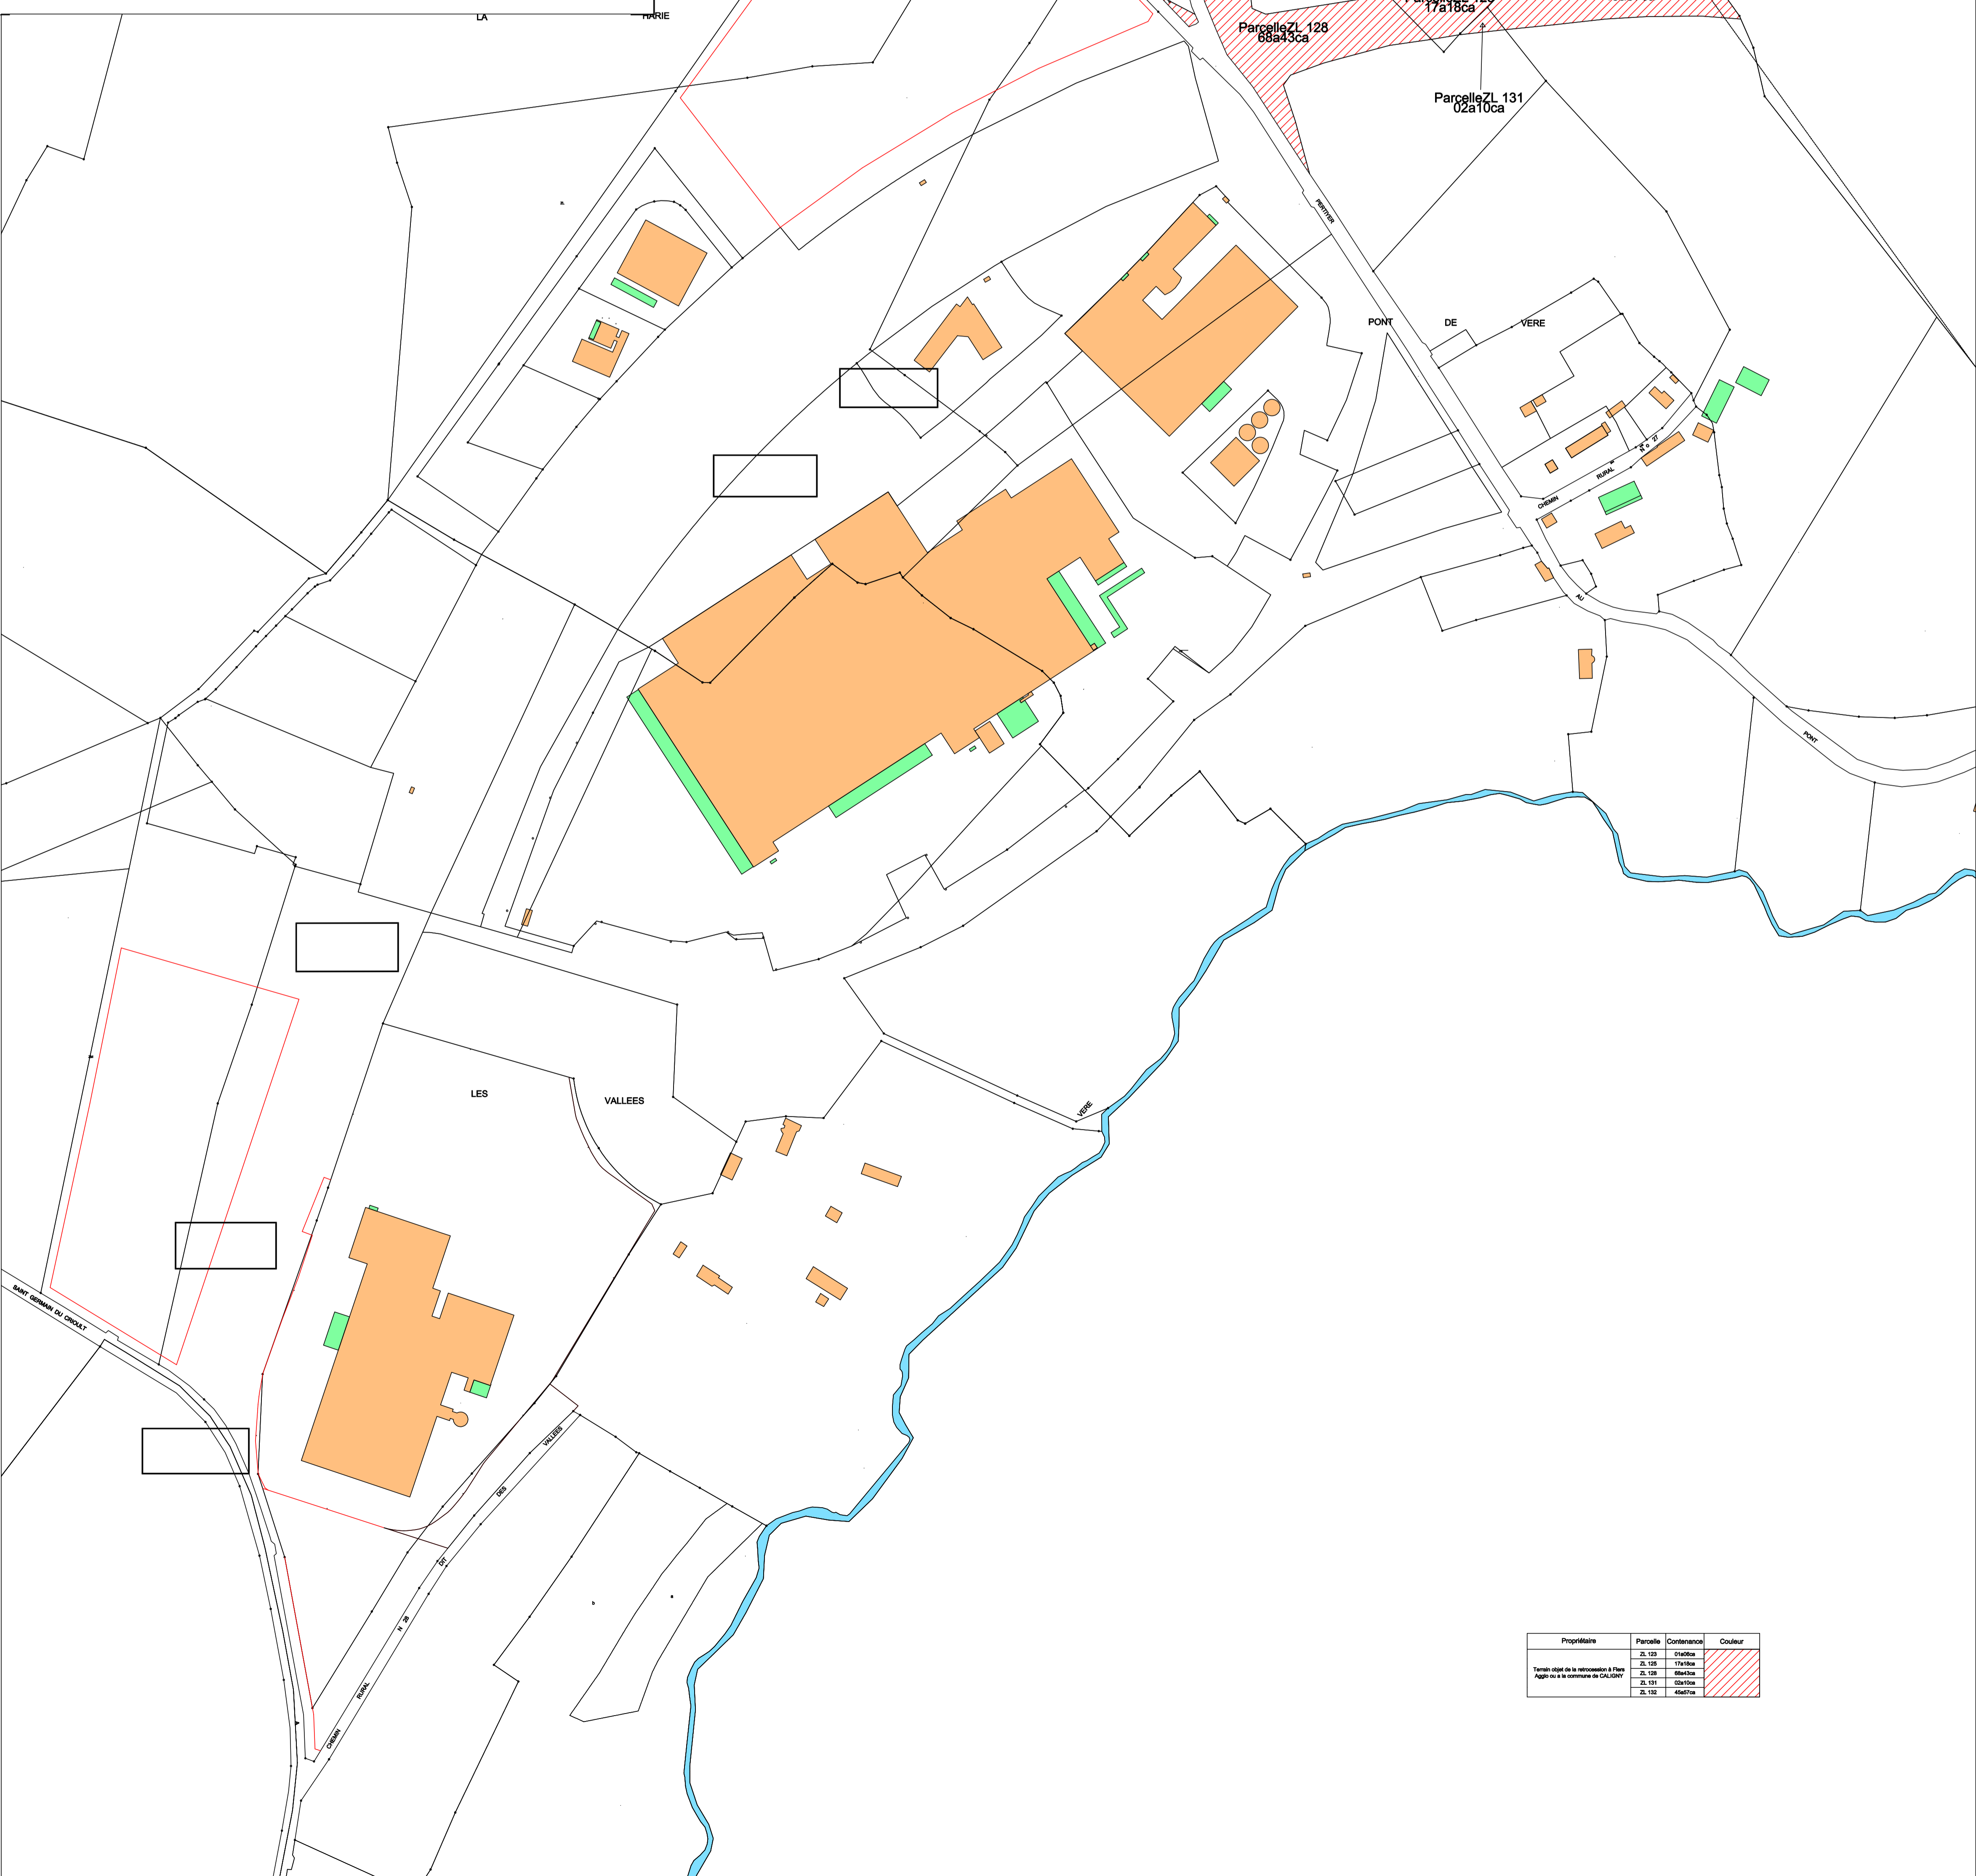 LA
HARIE
17a18ca
ParcelleZL 128
68a43ca
ParcelleZL 131
02a10ca
PERTIYER
PONT DE VERE
CHEMIN RURAL N o 27
AU
PONT
LES VALLEES
VERE
SAINT GERMAIN DU CRIOULT
CHEMIN RURAL N 28 DIT DES VALLEES
b
a
Propriétaire Parcelle Contenance Couleur
Terrain objet de la retrocession à Flers
Agglo ou a la commune de CALIGNY
ZL 123 01a06ca
ZL 125 17a18ca
ZL 128 68a43ca
ZL 131 02a10ca
ZL 132 45a57ca